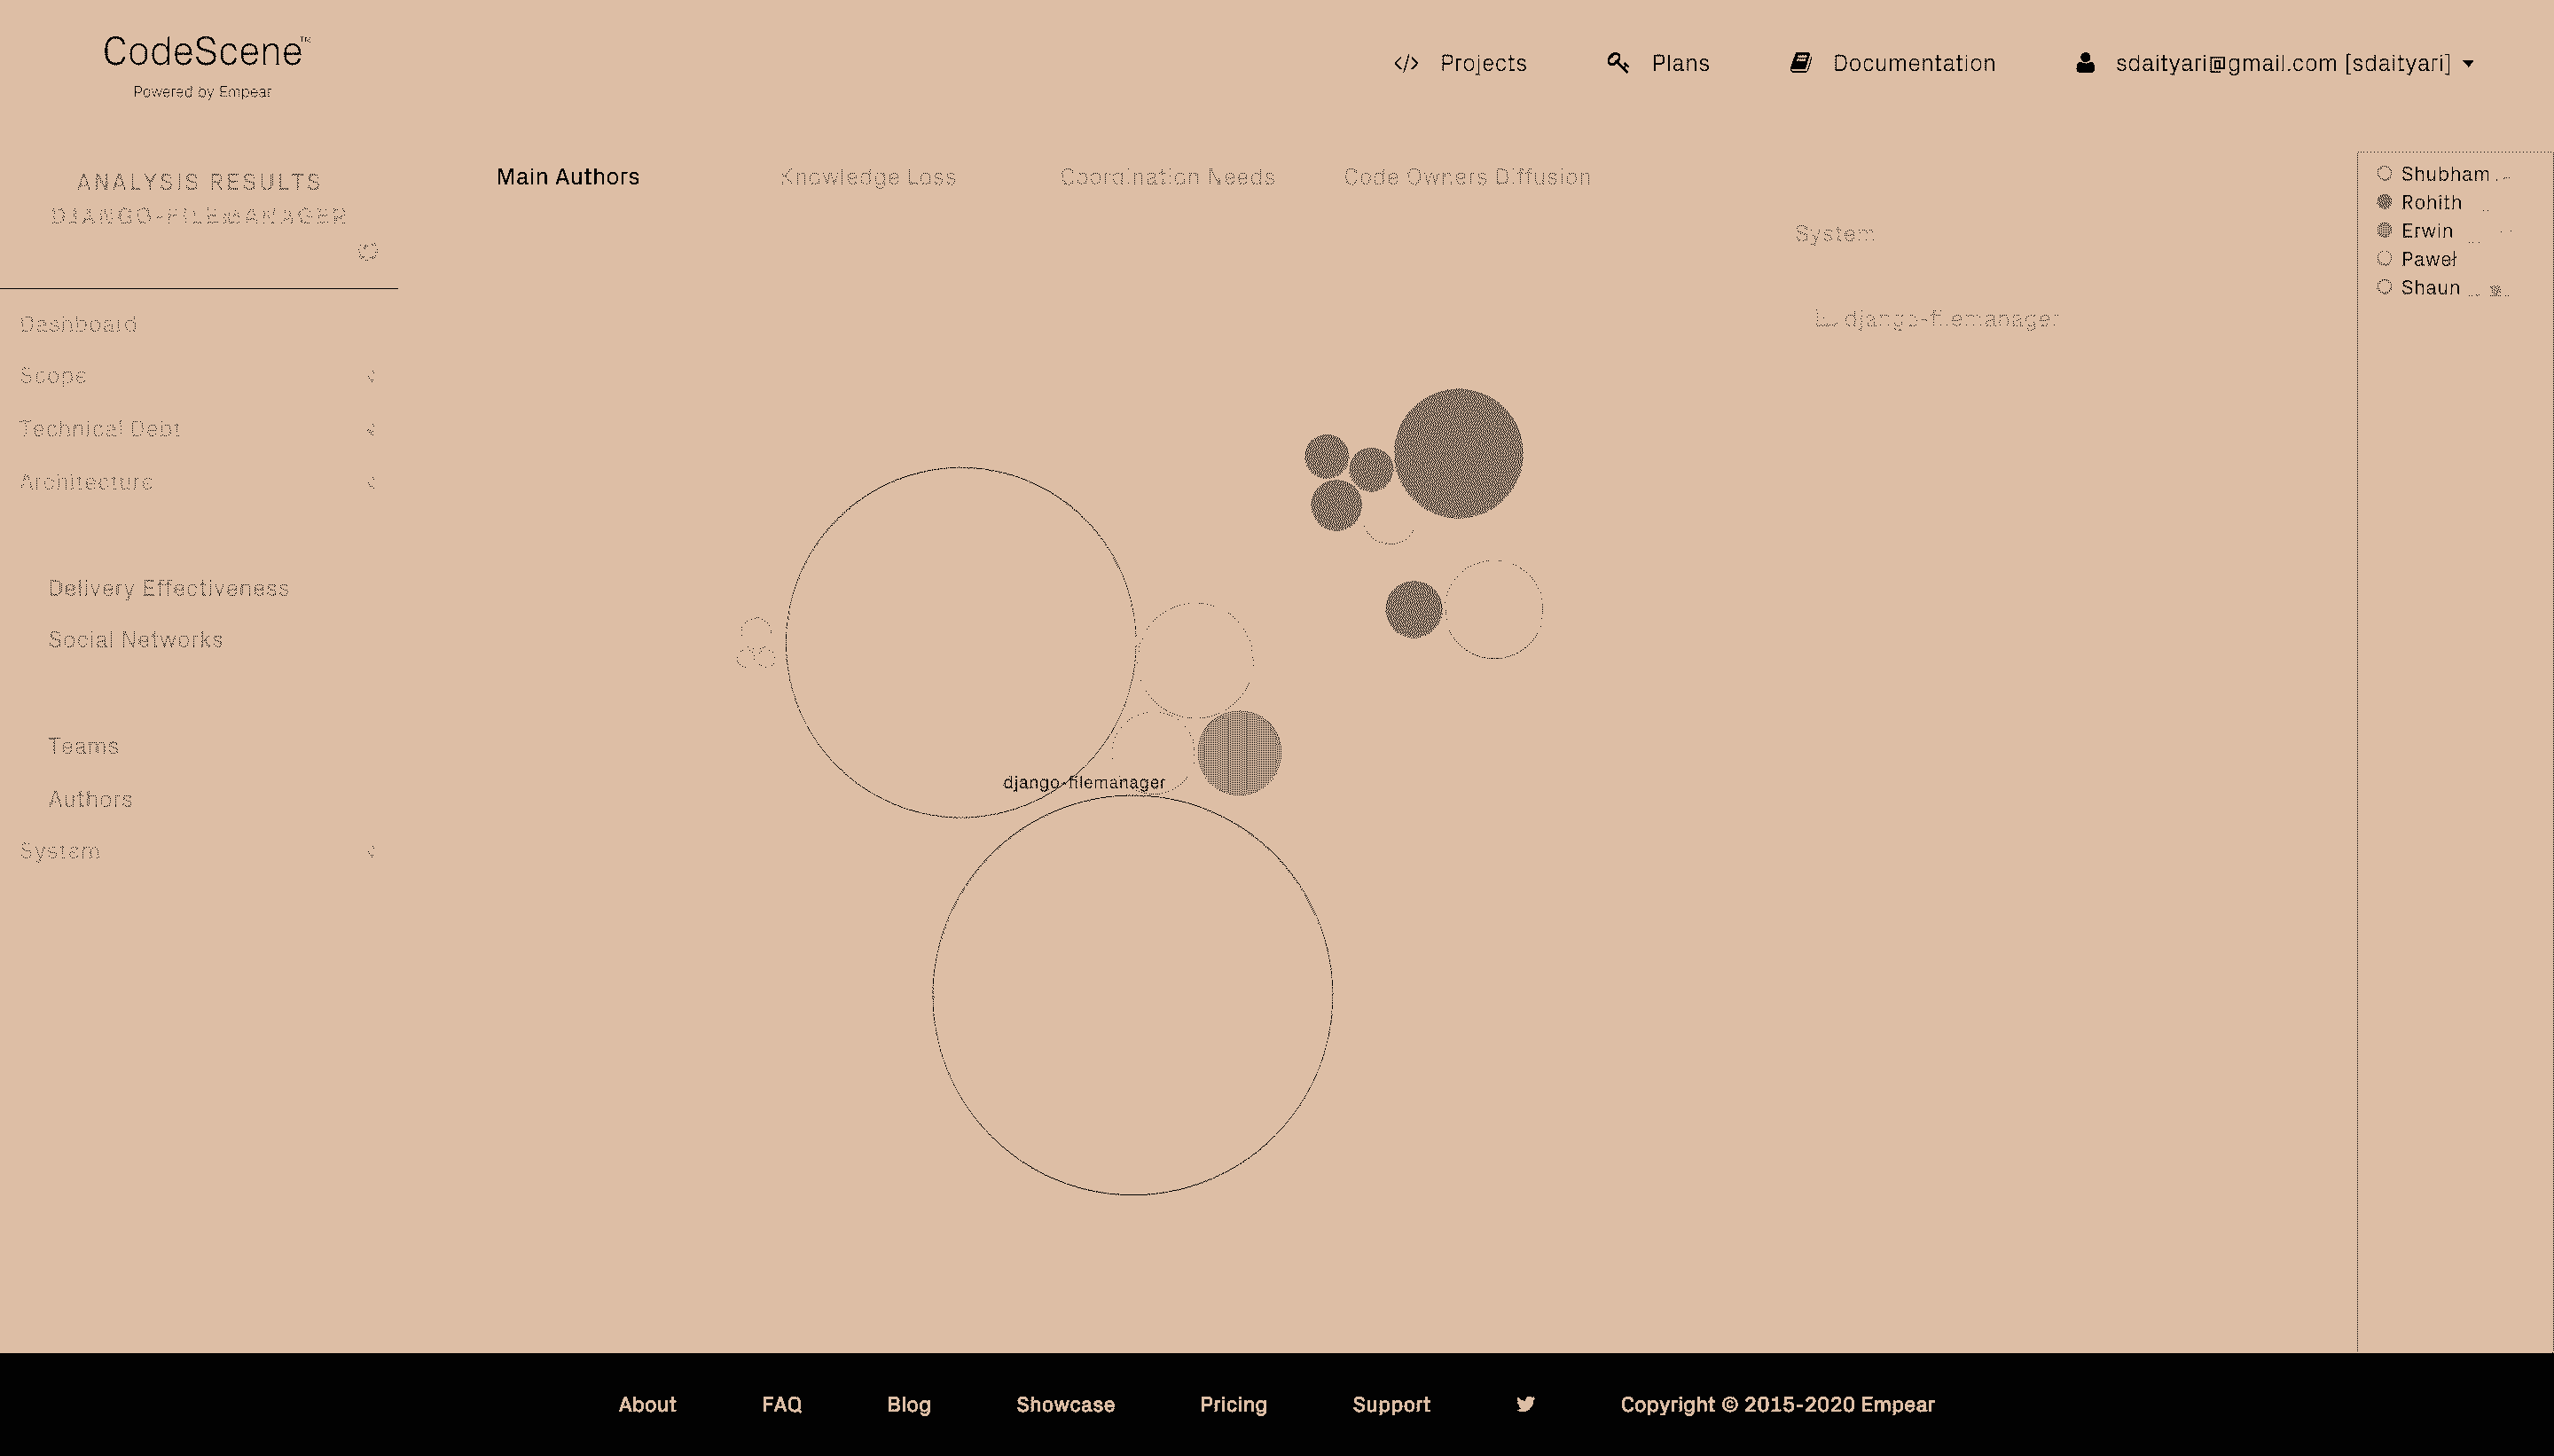 CodeScene™
Powered by Empear
Projects
Plans
Documentation
sdaityari@gmail.com [sdaityari]
ANALYSIS RESULTS
DJANGO-FILEMANAGER
Dashboard
Scope
Technical Debt
Architecture
Delivery Effectiveness
Social Networks
Teams
Authors
System
Main Authors
Knowledge Loss
Coordination Needs
Code Owners Diffusion
System
django-filemanager
django-filemanager
Shubham
Rohith
Erwin
Paweł
Shaun
About
FAQ
Blog
Showcase
Pricing
Support
Copyright © 2015-2020 Empear